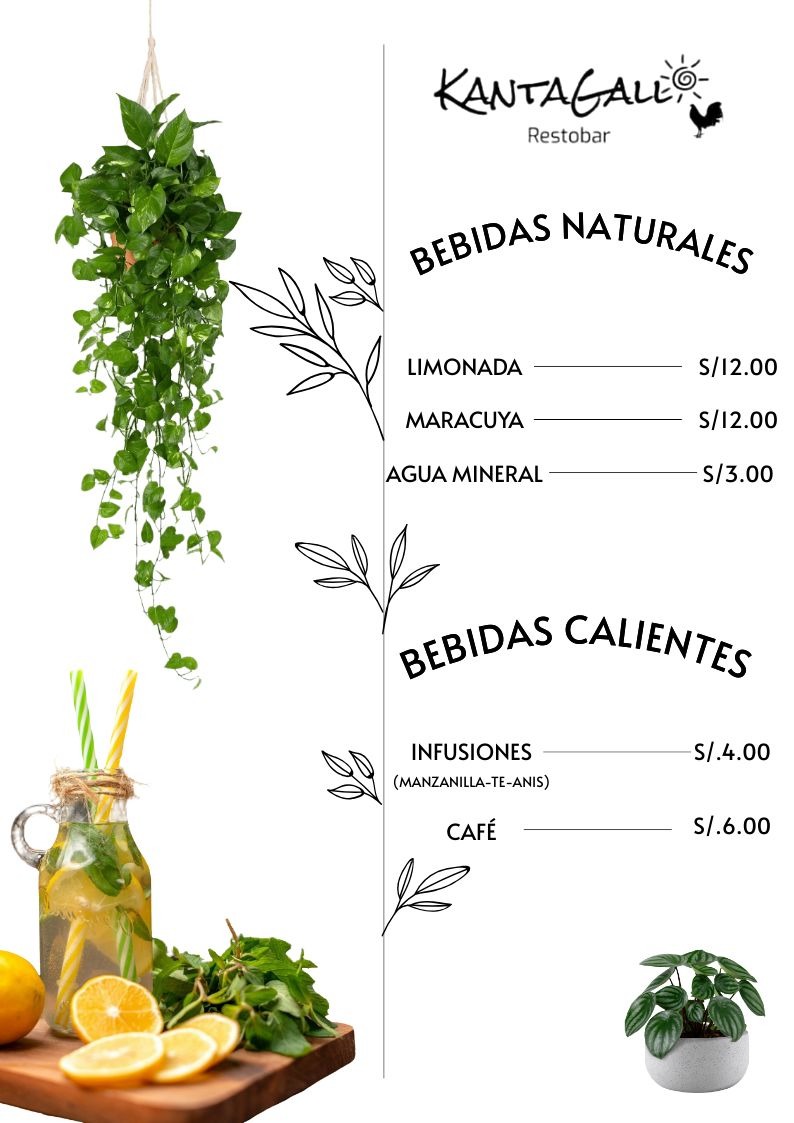 KANTAGALLO
Restobar
BEBIDAS NATURALES
LIMONADA S/12.00
MARACUYA S/12.00
AGUA MINERAL S/3.00
BEBIDAS CALIENTES
INFUSIONES S/.4.00
(MANZANILLA-TE-ANIS)
CAFÉ S/.6.00